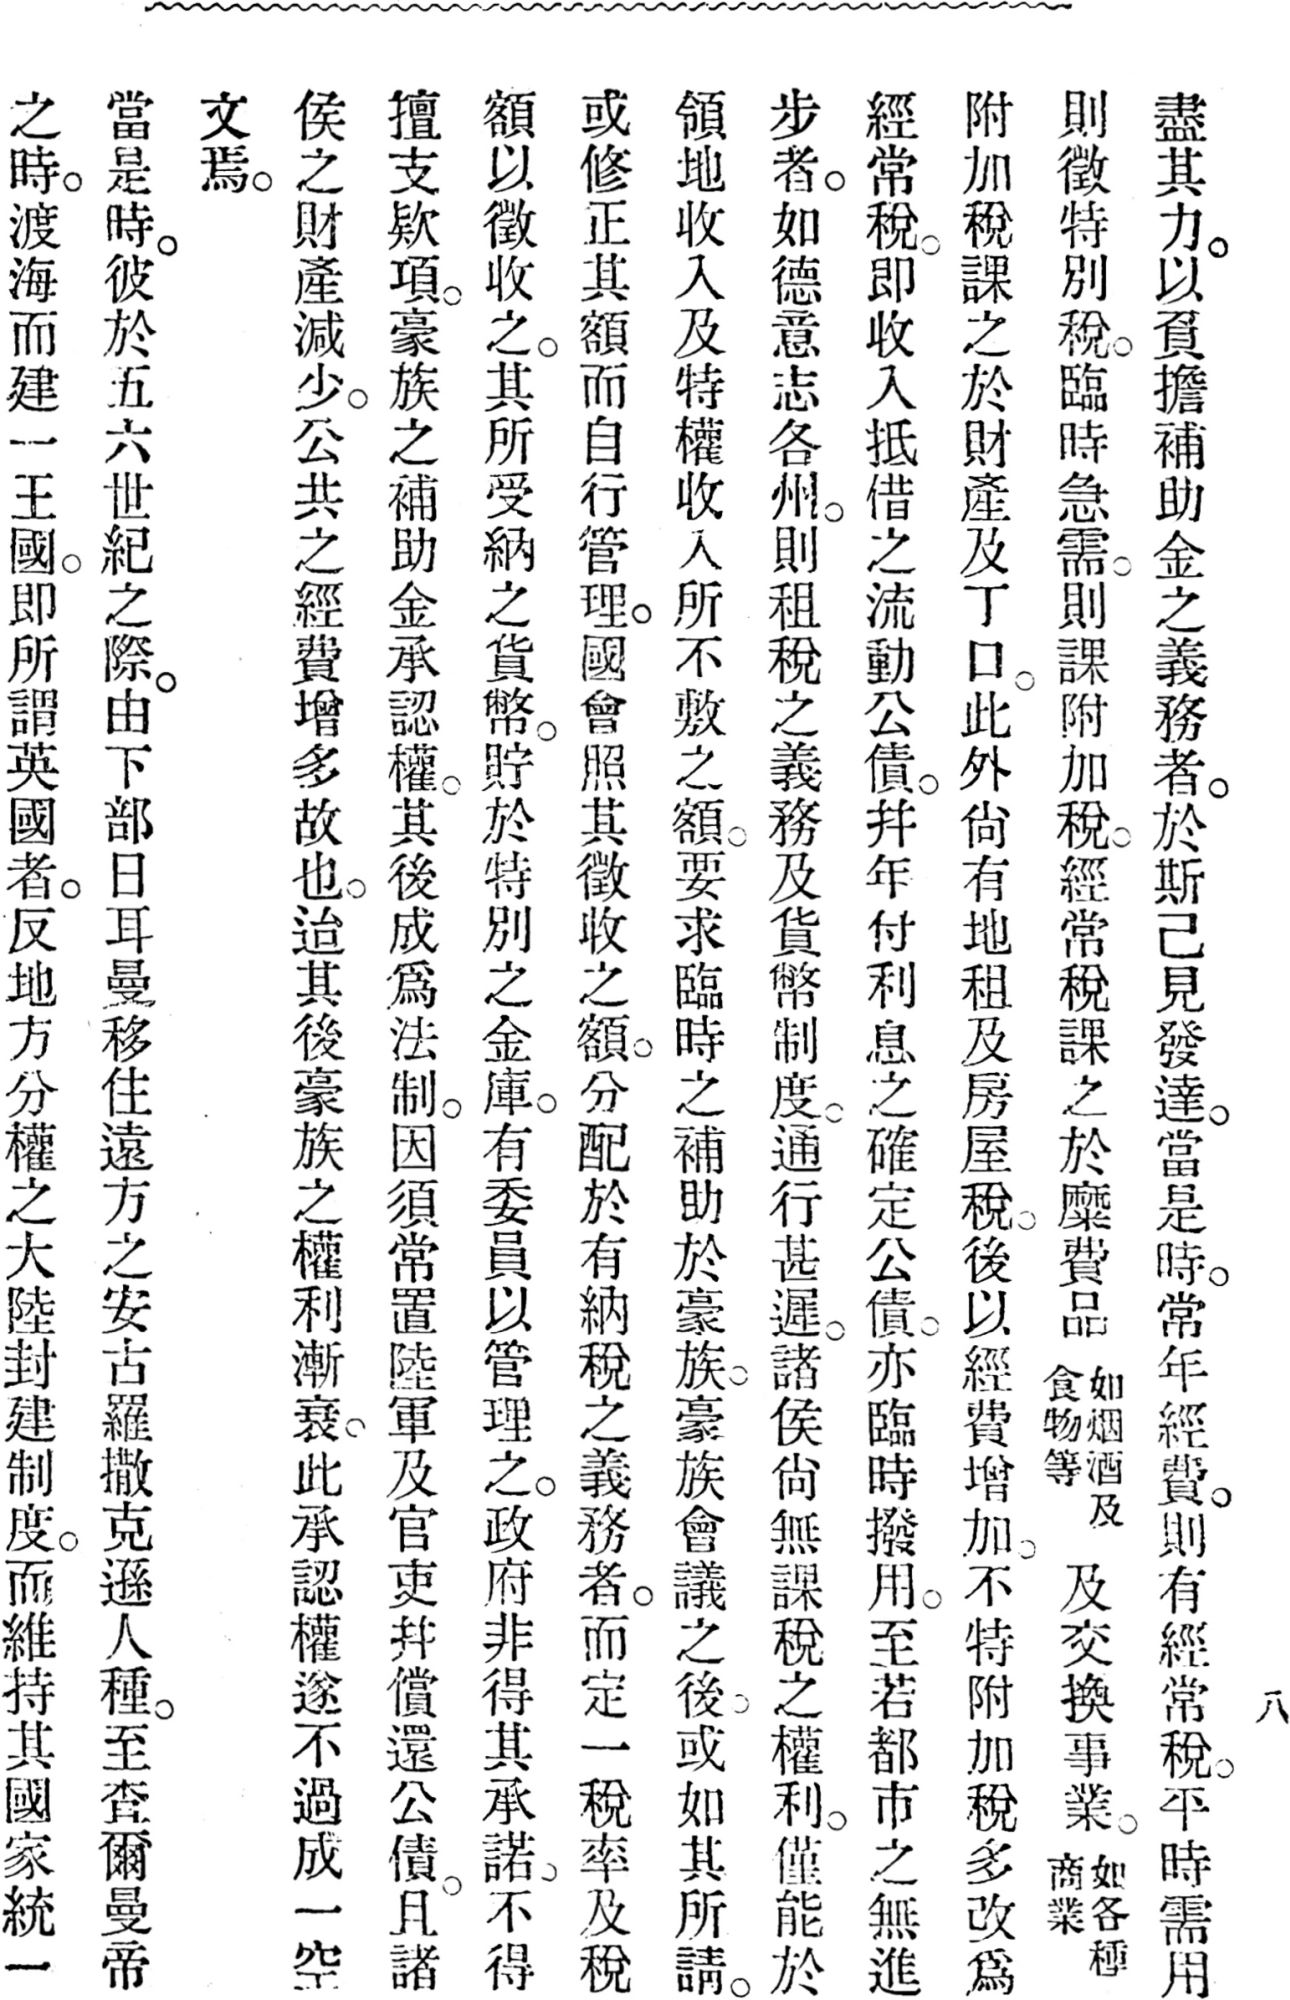 八
盡其力。以負擔補助金之義務者。於斯己見發達。當是時。常年經費。則有經常稅。平時需用
則徵特別稅。臨時急需。則課附加稅。經常稅課之於糜費品如烟酒及食物等及交換事業。如各種商業
附加稅課之於財產及丁口。此外尙有地租及房屋稅。後以經費增加。不特附加稅多改爲
經常稅。卽收入抵借之流動公債。幷年付利息之確定公債。亦臨時撥用。至若都市之無進
步者。如德意志各州。則租稅之義務及貨幣制度。通行甚遲。諸侯尙無課稅之權利。僅能於
領地收入及特權收入所不敷之額。要求臨時之補助於豪族。豪族會議之後。或如其所請。
或修正其額而自行管理。國會照其徵收之額。分配於有納稅之義務者。而定一稅率及稅
額以徵收之。其所受納之貨幣。貯於特別之金庫。有委員以管理之。政府非得其承諾。不得
擅支欵項。豪族之補助金承認權。其後成爲法制。因須常置陸軍及官吏幷償還公債。且諸
侯之財產減少。公共之經費增多故也。迨其後豪族之權利漸衰。此承認權遂不過成一空
文焉。
當是時。彼於五六世紀之際。由下部日耳曼移住遠方之安古羅撒克遜人種。至查爾曼帝
之時。渡海而建一王國。卽所謂英國者。反地方分權之大陸封建制度。而維持其國家統一